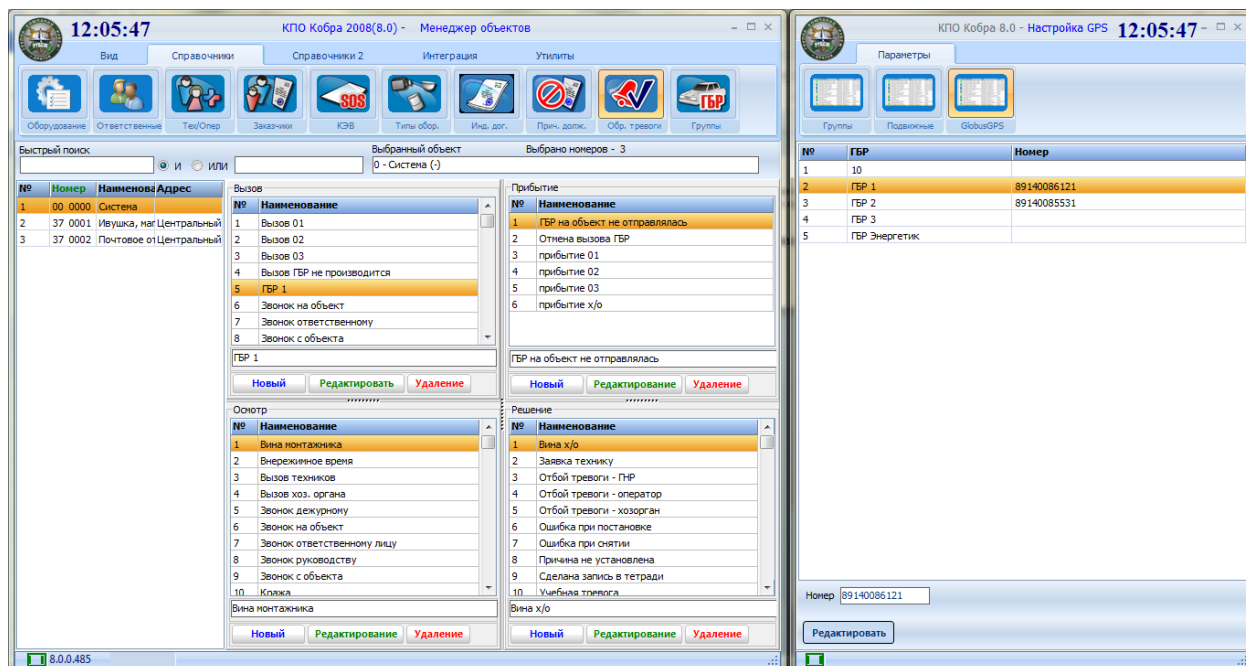 12:05:47
КПО Кобра 2008(8.0) - Менеджер объектов
Вид Справочники Справочники 2 Интеграция Утилиты
SOS
ГБР
Оборудование Ответственные Тех/Опер Заказчики КЭВ Типы обор. Инд. дог. Прич. долж. Обр. тревоги Группы
Быстрый поиск Выбранный объект Выбрано номеров - 3
И ИЛИ 0 - Система (-)
№ Номер Наименова Адрес
1 00 0000 Система
2 37 0001 Ивушка, маг Центральный
3 37 0002 Почтовое от Центральный
Вызов
№ Наименование
1 Вызов 01
2 Вызов 02
3 Вызов 03
4 Вызов ГБР не производится
5 ГБР 1
6 Звонок на объект
7 Звонок ответственному
8 Звонок с объекта
ГБР 1
Новый Редактировать Удаление
Прибытие
№ Наименование
1 ГБР на объект не отправлялась
2 Отмена вызова ГБР
3 прибытие 01
4 прибытие 02
5 прибытие 03
6 прибытие х/о
ГБР на объект не отправлялась
Новый Редактирование Удаление
Осмотр
№ Наименование
1 Вина монтажника
2 Внережимное время
3 Вызов техников
4 Вызов хоз. органа
5 Звонок дежурному
6 Звонок на объект
7 Звонок ответственному лицу
8 Звонок руководству
9 Звонок с объекта
10 Кража
Вина монтажника
Новый Редактирование Удаление
Решение
№ Наименование
1 Вина х/о
2 Заявка технику
3 Отбой тревоги - ГНР
4 Отбой тревоги - оператор
5 Отбой тревоги - хозорган
6 Ошибка при постановке
7 Ошибка при снятии
8 Причина не установлена
9 Сделана запись в тетради
10 Учебная тревога
Вина х/о
Новый Редактирование Удаление
8.0.0.485
КПО Кобра 8.0 - Настройка GPS 12:05:47
Параметры
Группы Подвижные GlobusGPS
№ ГБР Номер
1 10
2 ГБР 1 89140086121
3 ГБР 2 89140085531
4 ГБР 3
5 ГБР Энергетик
Номер 89140086121
Редактировать